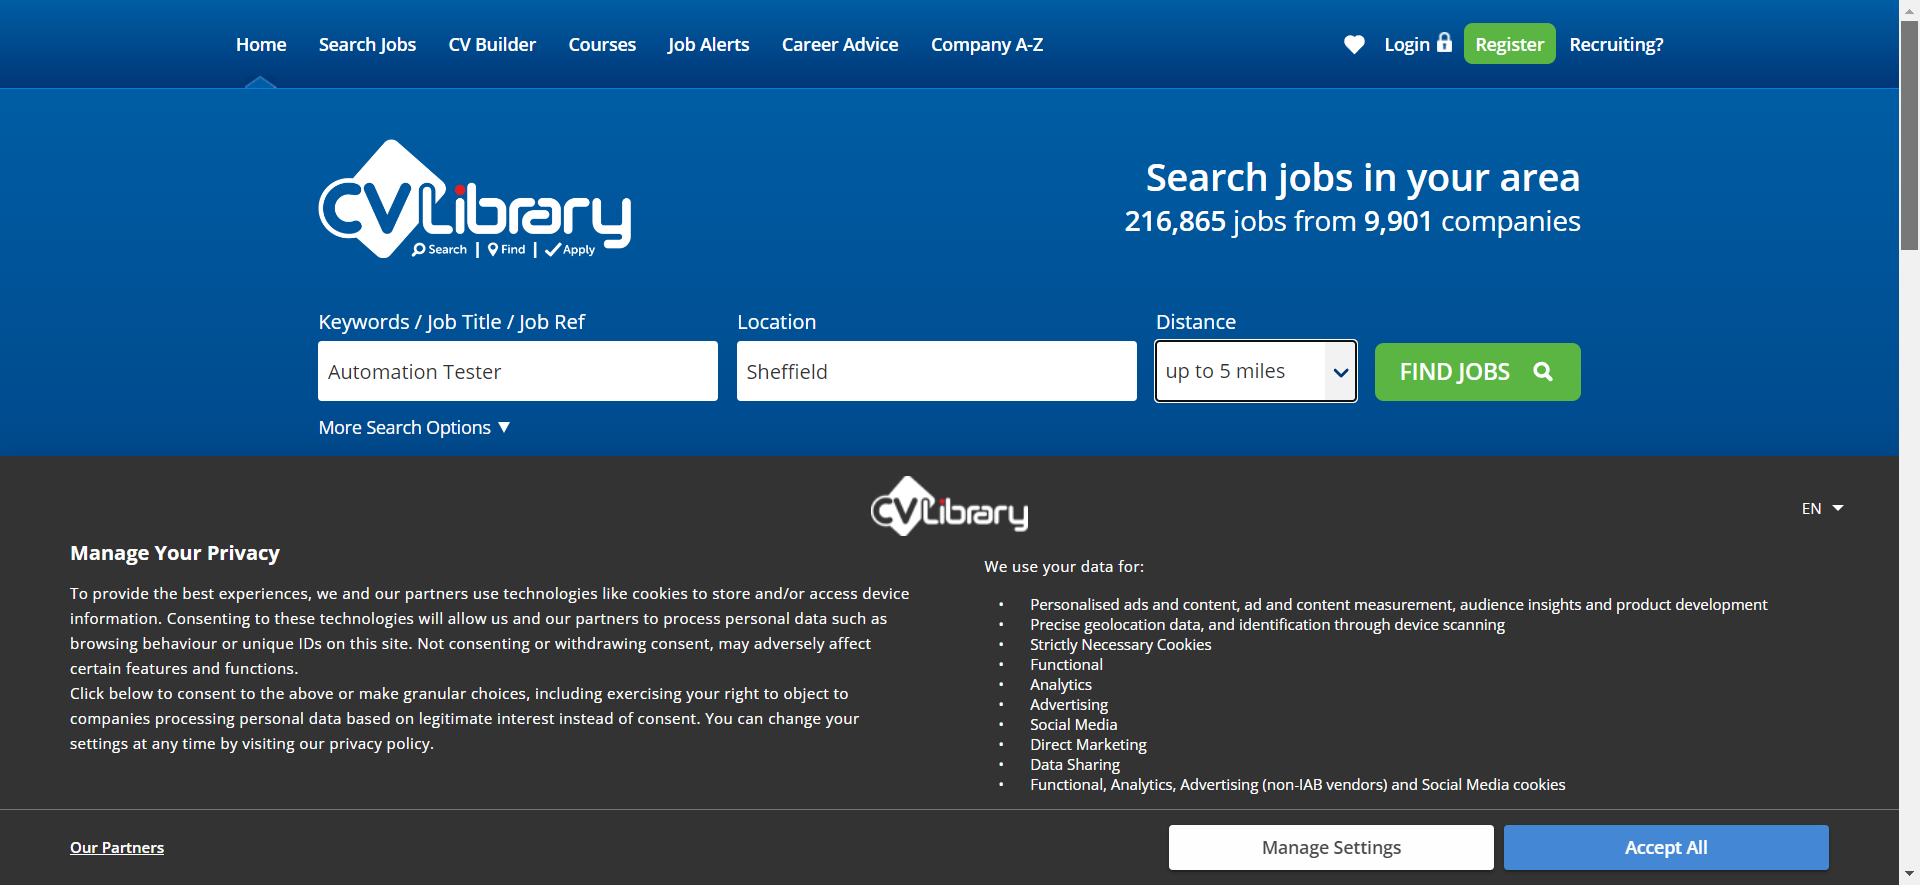 Home Search Jobs CV Builder Courses Job Alerts Career Advice Company A-Z Login Register Recruiting?
CVLibrary
Search | Find | Apply
Search jobs in your area
216,865 jobs from 9,901 companies
Keywords / Job Title / Job Ref Location Distance
Automation Tester Sheffield up to 5 miles FIND JOBS
More Search Options ▼
CVLibrary
EN
Manage Your Privacy
To provide the best experiences, we and our partners use technologies like cookies to store and/or access device
information. Consenting to these technologies will allow us and our partners to process personal data such as
browsing behaviour or unique IDs on this site. Not consenting or withdrawing consent, may adversely affect
certain features and functions.
Click below to consent to the above or make granular choices, including exercising your right to object to
companies processing personal data based on legitimate interest instead of consent. You can change your
settings at any time by visiting our privacy policy.
We use your data for:
• Personalised ads and content, ad and content measurement, audience insights and product development
• Precise geolocation data, and identification through device scanning
• Strictly Necessary Cookies
• Functional
• Analytics
• Advertising
• Social Media
• Direct Marketing
• Data Sharing
• Functional, Analytics, Advertising (non-IAB vendors) and Social Media cookies
Our Partners Manage Settings Accept All